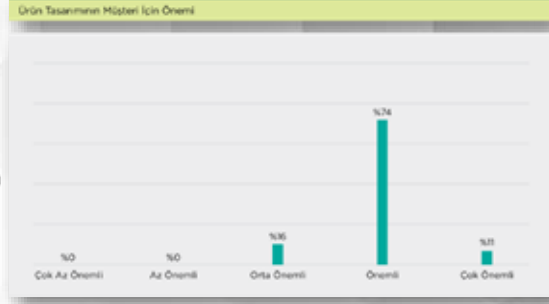 Ürün Tasarımının Müşteri İçin Önemi
%74
%16
%11
%0
%0
Çok Az Önemli
Az Önemli
Orta Önemli
Önemli
Çok Önemli